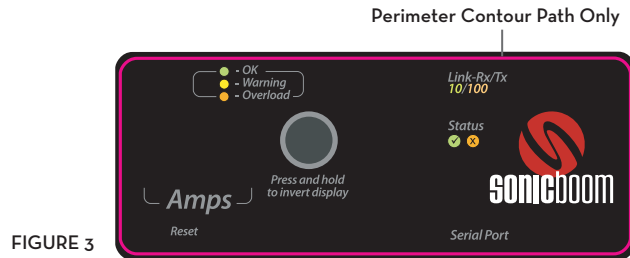 Perimeter Contour Path Only
- OK
- Warning
- Overload
Link-Rx/Tx
10/100
Status
✓ X
Press and hold
to invert display
Amps
sonicboom
Reset
Serial Port
FIGURE 3